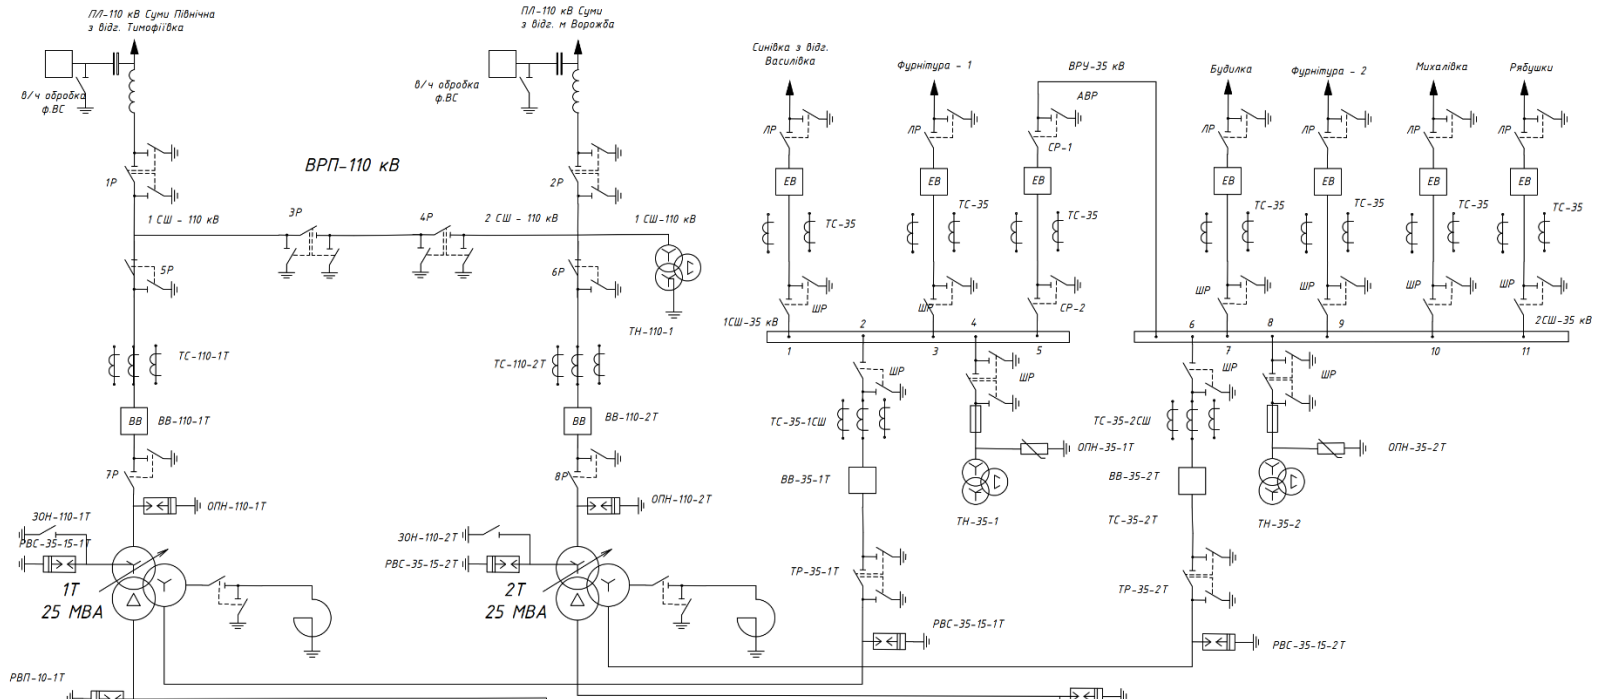 ПЛ-110 кВ Суми Північна
з відг. Тимофіївка
ПЛ-110 кВ Суми
з відг. м Ворожба
в/ч обробка
ф.ВС
в/ч обробка
ф.ВС
ВРП-110 кВ
1Р
2Р
1 СШ - 110 кВ
3Р
4Р
2 СШ - 110 кВ
1 СШ-110 кВ
5Р
6Р
ТН-110-1
ТС-110-1Т
ТС-110-2Т
ВВ
ВВ-110-1Т
ВВ
ВВ-110-2Т
7Р
8Р
ОПН-110-1Т
ОПН-110-2Т
ЗОН-110-1Т
РВС-35-15-1Т
ЗОН-110-2Т
РВС-35-15-2Т
1Т
25 МВА
2Т
25 МВА
РВП-10-1Т
Синівка з відг.
Василівка
Фурнітура - 1
ВРУ-35 кВ
АВР
Будилка
Фурнітура - 2
Михалівка
Рябушки
ЛР
ЛР
СР-1
ЛР
ЛР
ЛР
ЛР
ЕВ
ЕВ
ЕВ
ЕВ
ЕВ
ЕВ
ЕВ
ТС-35
ТС-35
ТС-35
ТС-35
ТС-35
ТС-35
ТС-35
ШР
ШР
СР-2
ШР
ШР
ШР
ШР
1СШ-35 кВ
2
4
6
8
9
2СШ-35 кВ
1
3
5
7
10
11
ШР
ШР
ШР
ШР
ТС-35-1СШ
ТС-35-2СШ
ОПН-35-1Т
ОПН-35-2Т
ВВ-35-1Т
ВВ-35-2Т
ТН-35-1
ТС-35-2Т
ТН-35-2
ТР-35-1Т
ТР-35-2Т
РВС-35-15-1Т
РВС-35-15-2Т